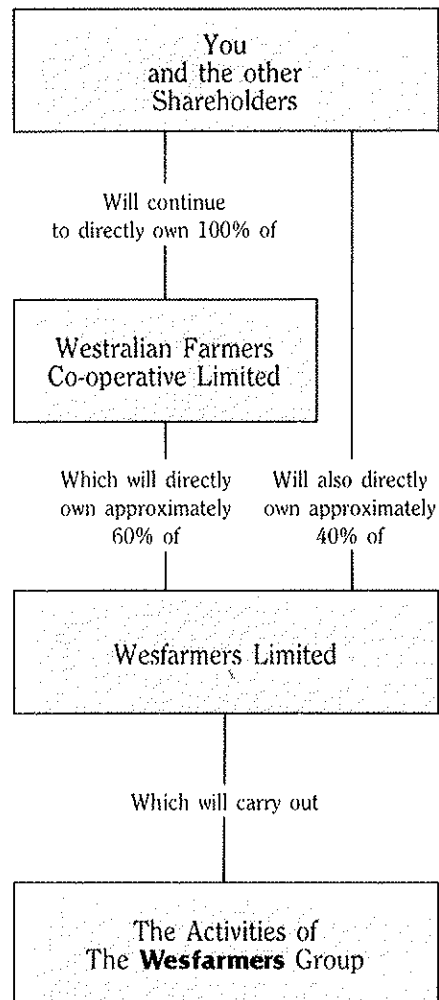 You
and the other
Shareholders
Will continue
to directly own 100% of
Westralian Farmers
Co-operative Limited
Which will directly
own approximately
60% of
Will also directly
own approximately
40% of
Wesfarmers Limited
Which will carry out
The Activities of
The Wesfarmers Group